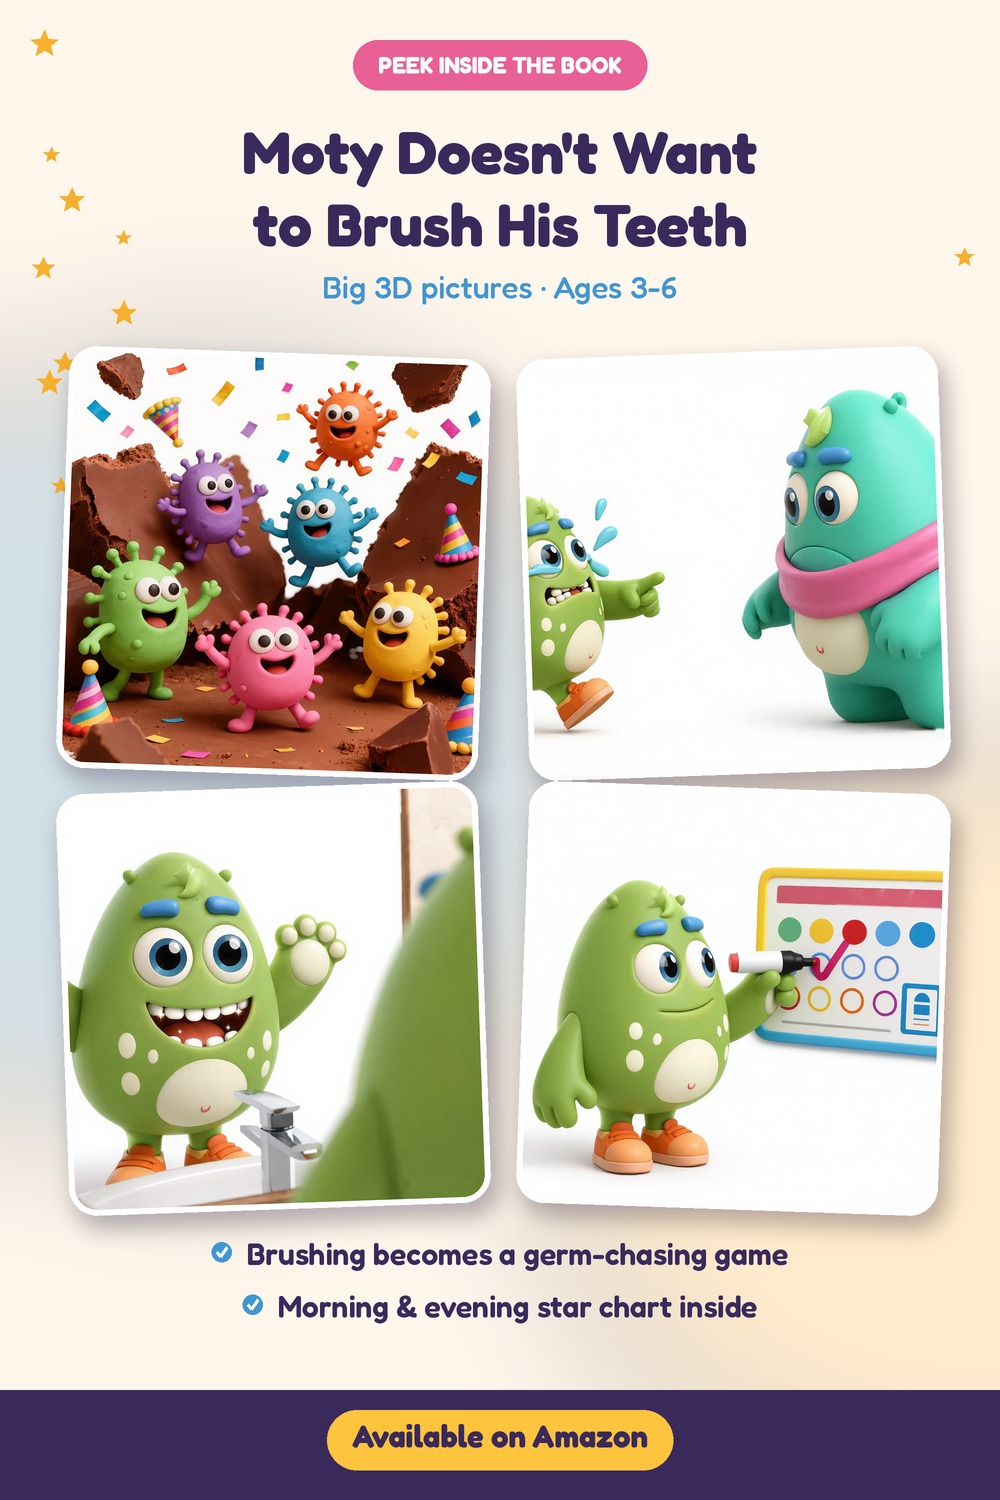 PEEK INSIDE THE BOOK
Moty Doesn't Want
to Brush His Teeth
Big 3D pictures · Ages 3-6
Brushing becomes a germ-chasing game
Morning & evening star chart inside
Available on Amazon